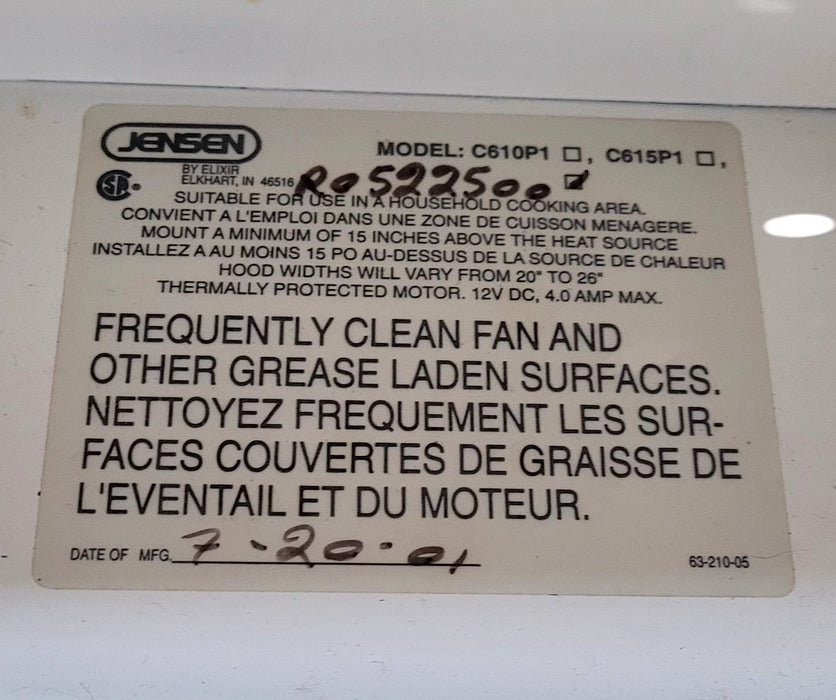 JENSEN
MODEL: C610P1 ☐, C615P1 ☐,
BY ELIXIR
ELKHART, IN 46516 R0522500 ☑
SA
SUITABLE FOR USE IN A HOUSEHOLD COOKING AREA.
CONVIENT A L'EMPLOI DANS UNE ZONE DE CUISSON MENAGERE.
MOUNT A MINIMUM OF 15 INCHES ABOVE THE HEAT SOURCE
INSTALLEZ A AU MOINS 15 PO AU-DESSUS DE LA SOURCE DE CHALEUR
HOOD WIDTHS WILL VARY FROM 20" TO 26"
THERMALLY PROTECTED MOTOR. 12V DC, 4.0 AMP MAX.
FREQUENTLY CLEAN FAN AND
OTHER GREASE LADEN SURFACES.
NETTOYEZ FREQUEMENT LES SUR-
FACES COUVERTES DE GRAISSE DE
L'EVENTAIL ET DU MOTEUR.
DATE OF MFG. 7-20-01
63-210-05